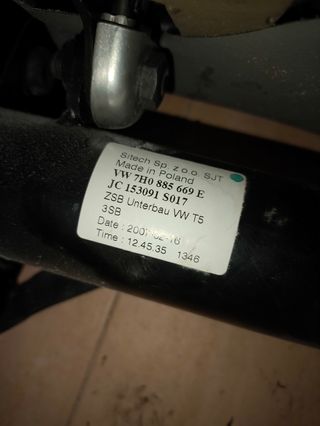 Sitech Sp. z o.o. SJT
Made in Poland
VW 7H0 885 669 E
JC 153091 S017
ZSB Unterbau VW T5
3SB
Date :
Time : 12.45.35 1346